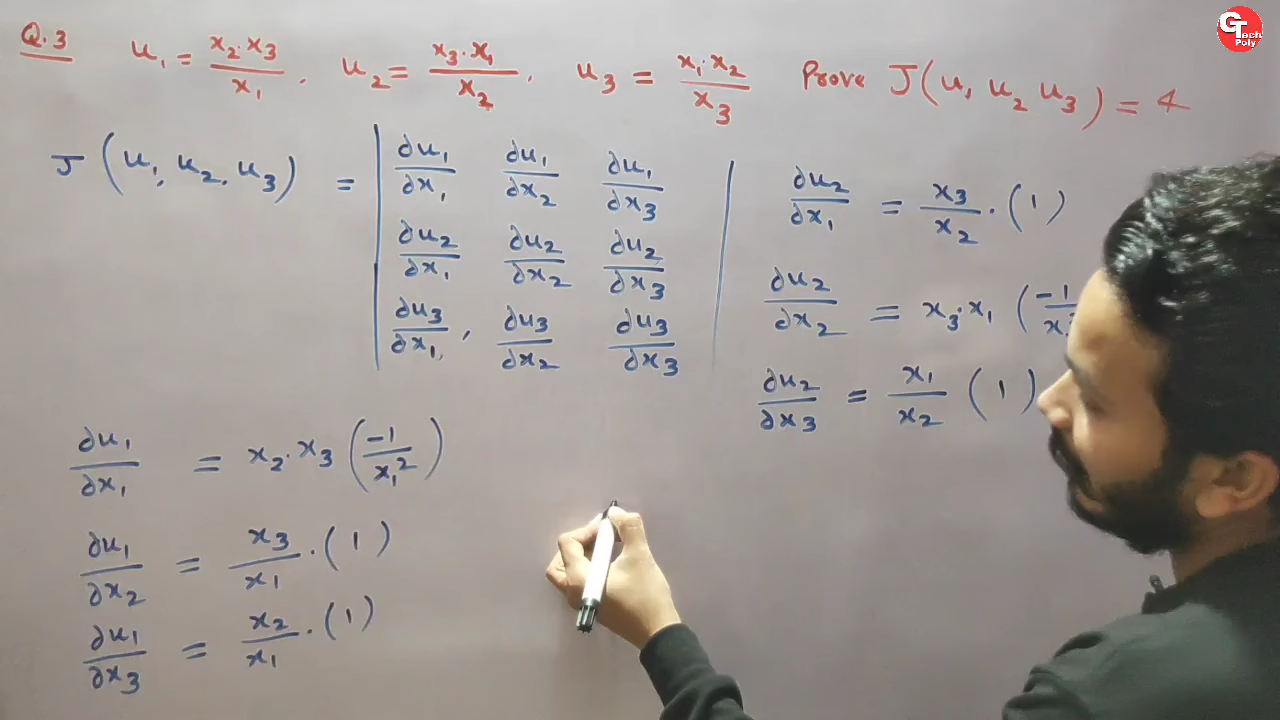 Q.3 u₁ = x₂·x₃/x₁ , u₂ = x₃·x₁/x₂ , u₃ = x₁·x₂/x₃ Prove J(u₁ u₂ u₃) = 4
J(u₁, u₂, u₃) = | ∂u₁/∂x₁ ∂u₁/∂x₂ ∂u₁/∂x₃ |
∂u₂/∂x₁ ∂u₂/∂x₂ ∂u₂/∂x₃
∂u₃/∂x₁, ∂u₃/∂x₂ ∂u₃/∂x₃
∂u₁/∂x₁ = x₂·x₃ (-1/x₁²)
∂u₁/∂x₂ = x₃/x₁ · (1)
∂u₁/∂x₃ = x₂/x₁ · (1)
∂u₂/∂x₁ = x₃/x₂ · (1)
∂u₂/∂x₂ = x₃·x₁ (-1/
∂u₂/∂x₃ = x₁/x₂ (1)
GTech
Poly